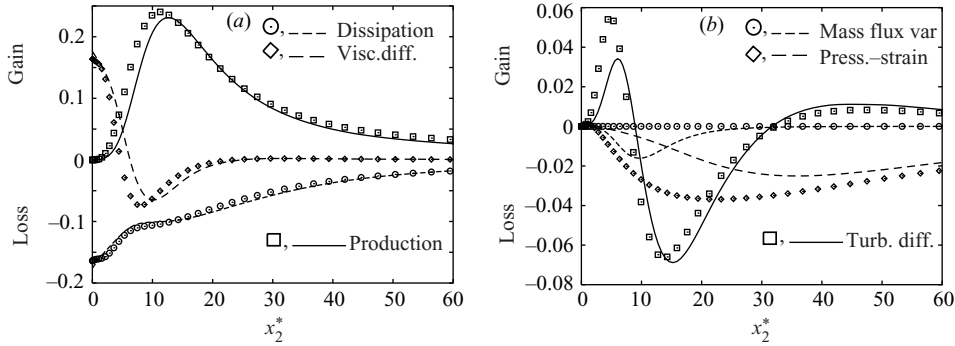 (a)
Dissipation
Visc.diff.
Production
Gain
Loss
0.2
0.1
0
–0.1
–0.2
0 10 20 30 40 50 60
x₂*
(b)
Mass flux var
Press.–strain
Turb. diff.
Gain
Loss
0.06
0.04
0.02
0
–0.02
–0.04
–0.06
–0.08
0 10 20 30 40 50 60
x₂*